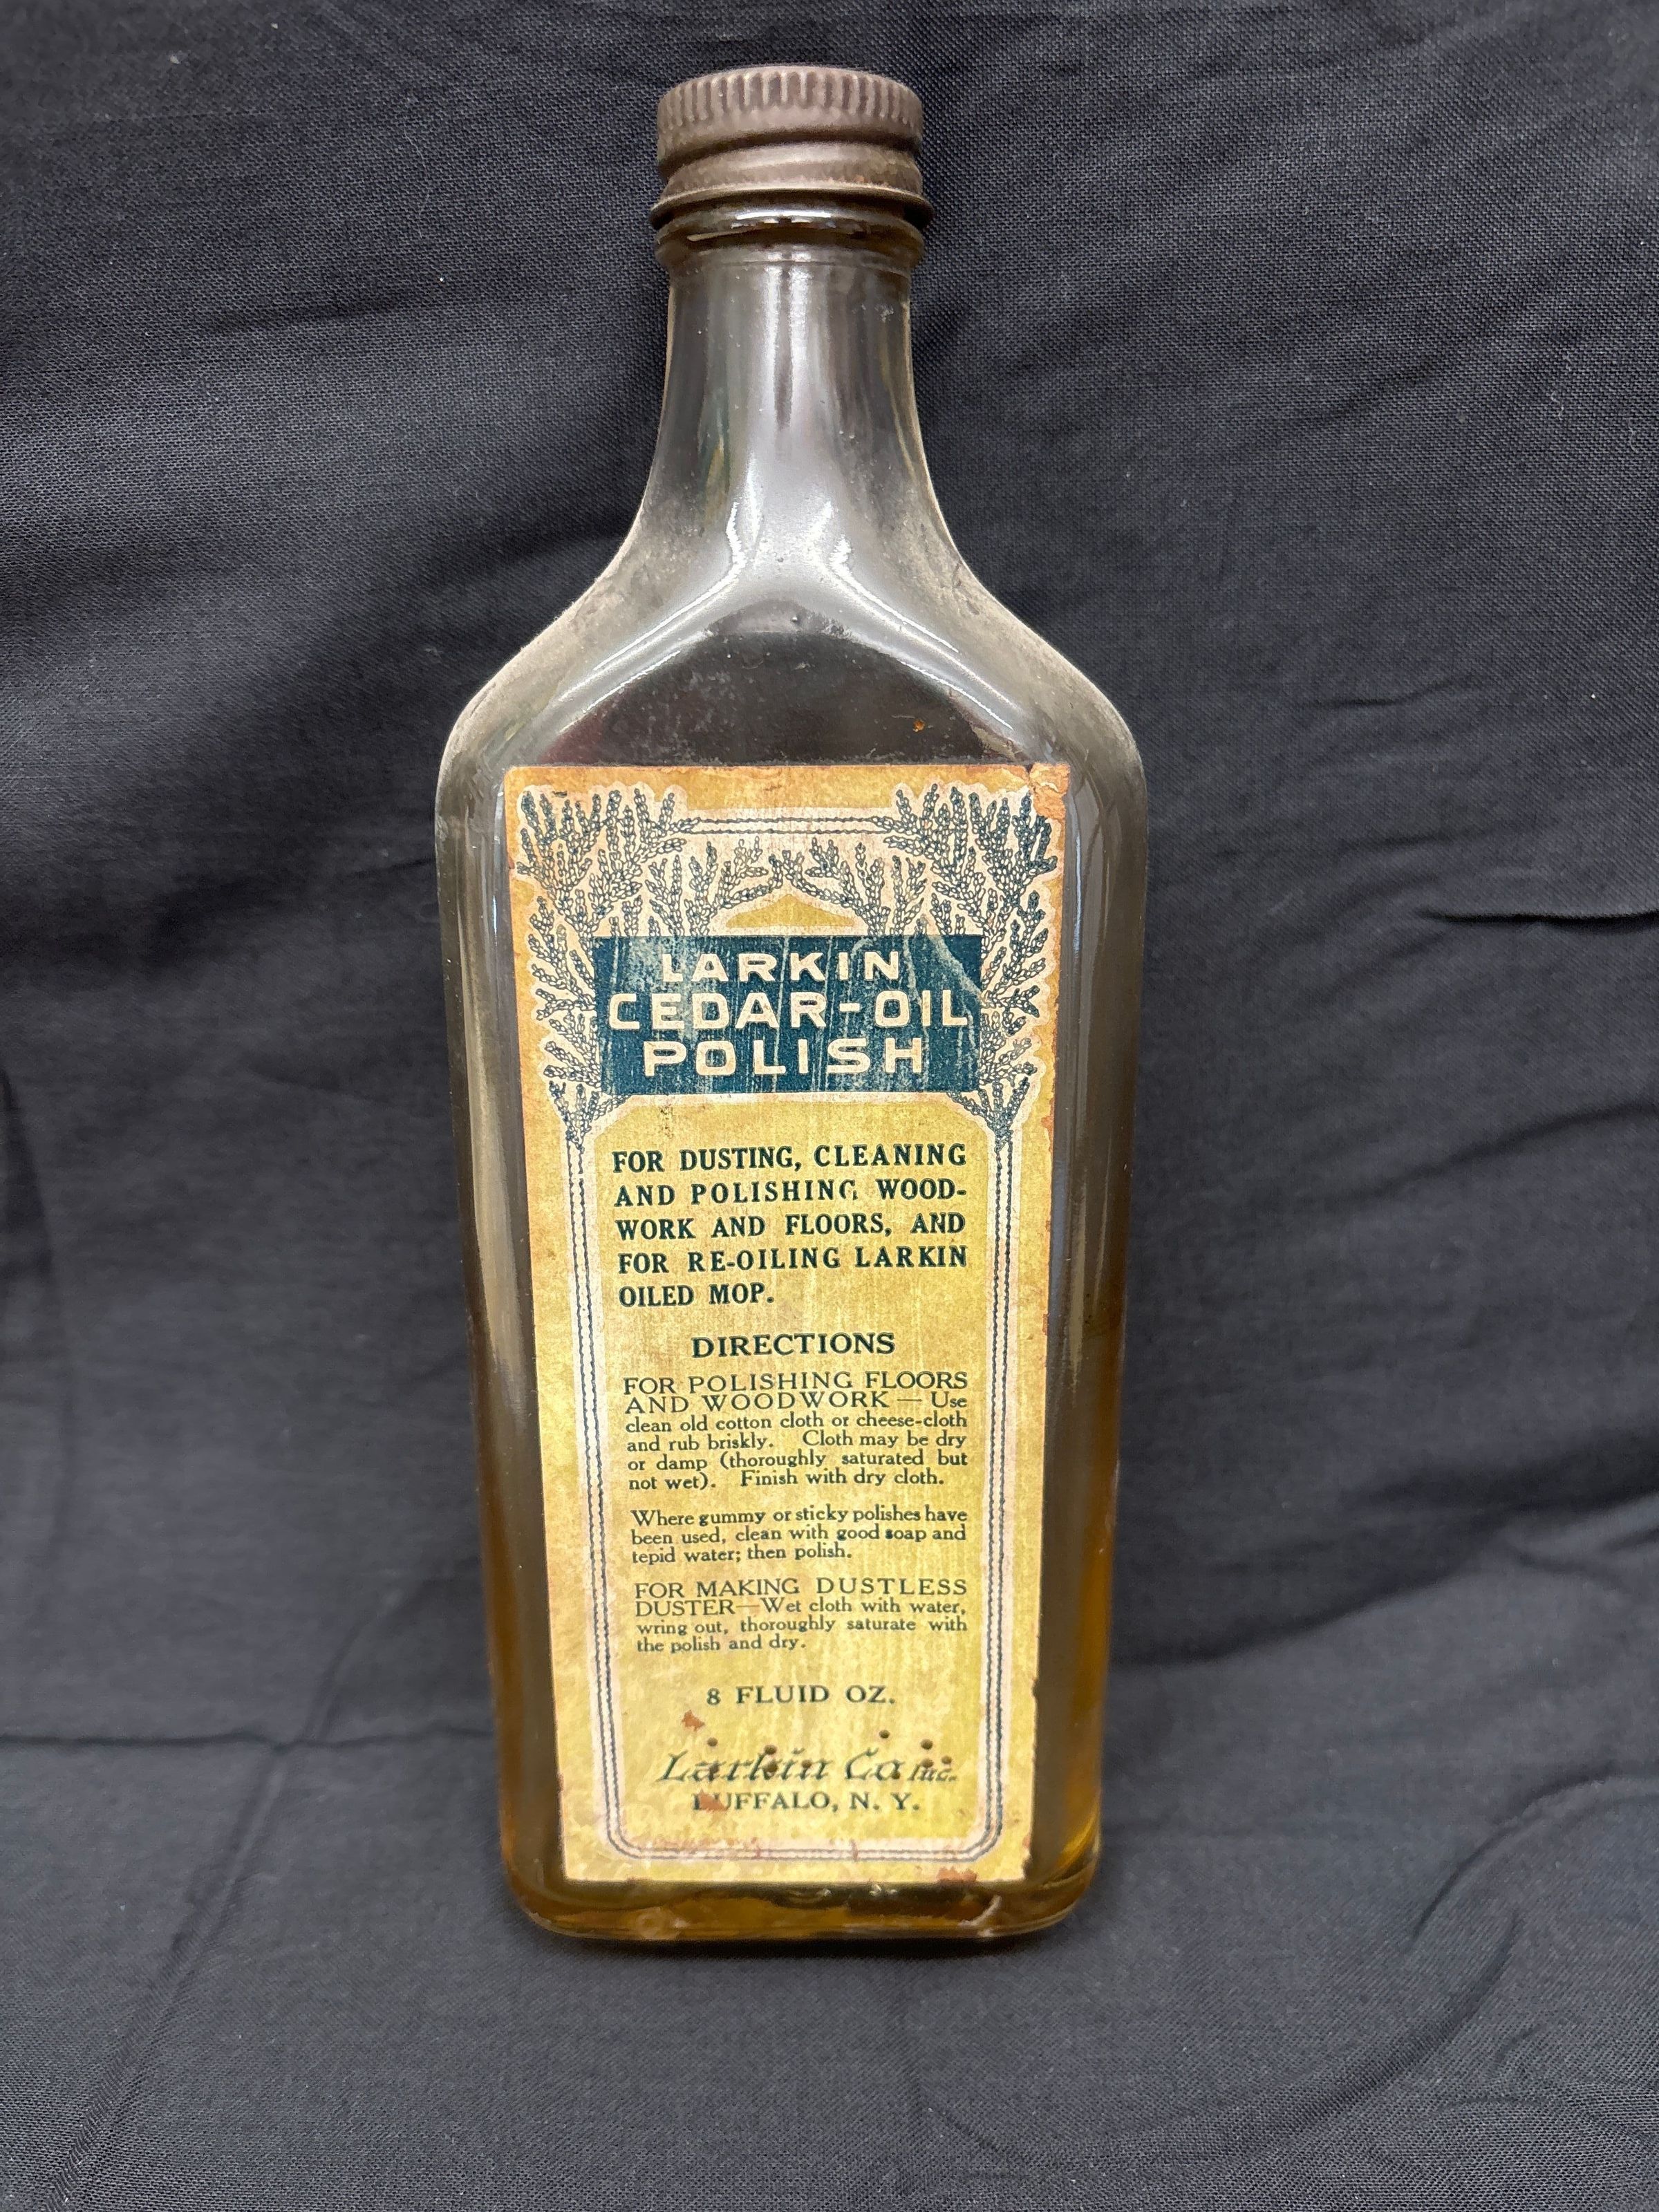 LARKIN
CEDAR-OIL
POLISH
FOR DUSTING, CLEANING
AND POLISHING WOOD-
WORK AND FLOORS, AND
FOR RE-OILING LARKIN
OILED MOP.
DIRECTIONS
FOR POLISHING FLOORS
AND WOODWORK — Use
clean old cotton cloth or cheese-cloth
and rub briskly. Cloth may be dry
or damp (thoroughly saturated but
not wet). Finish with dry cloth.
Where gummy or sticky polishes have
been used, clean with good soap and
tepid water; then polish.
FOR MAKING DUSTLESS
DUSTER—Wet cloth with water,
wring out, thoroughly saturate with
the polish and dry.
8 FLUID OZ.
Larkin Co Inc.
BUFFALO, N. Y.